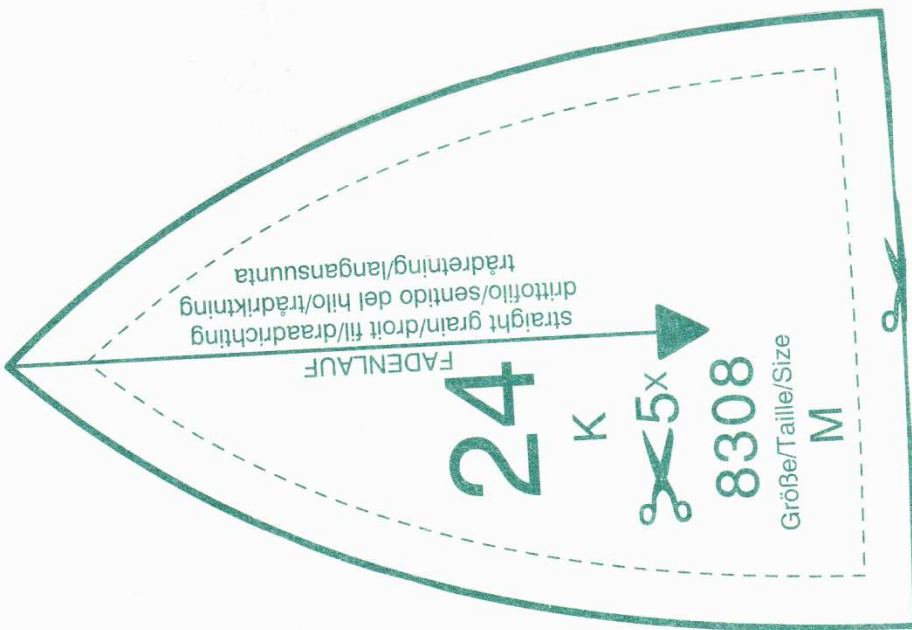 FADENLAUF
straight grain/droit fil/draadrichting
drittofilo/sentido del hilo/trådriktning
trådretning/langansuunta
24
K
5x
8308
Größe/Taille/Size
M